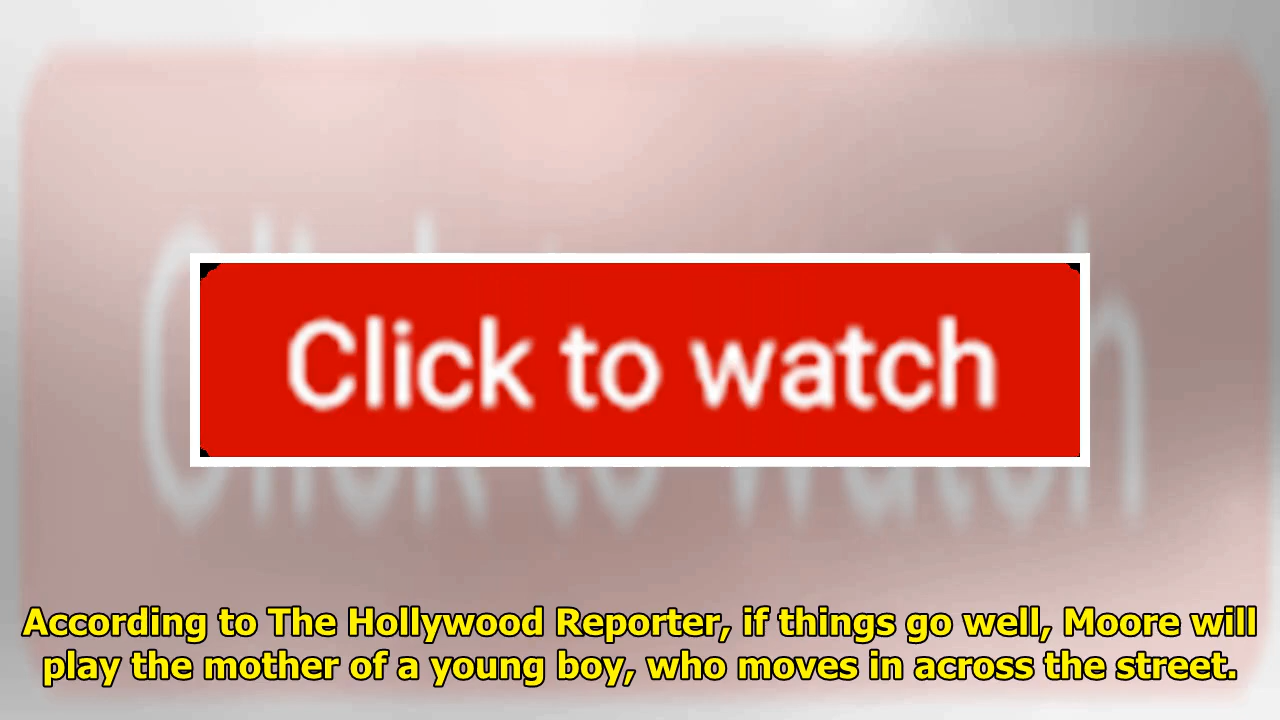 Click to watch
According to The Hollywood Reporter, if things go well, Moore will
play the mother of a young boy, who moves in across the street.